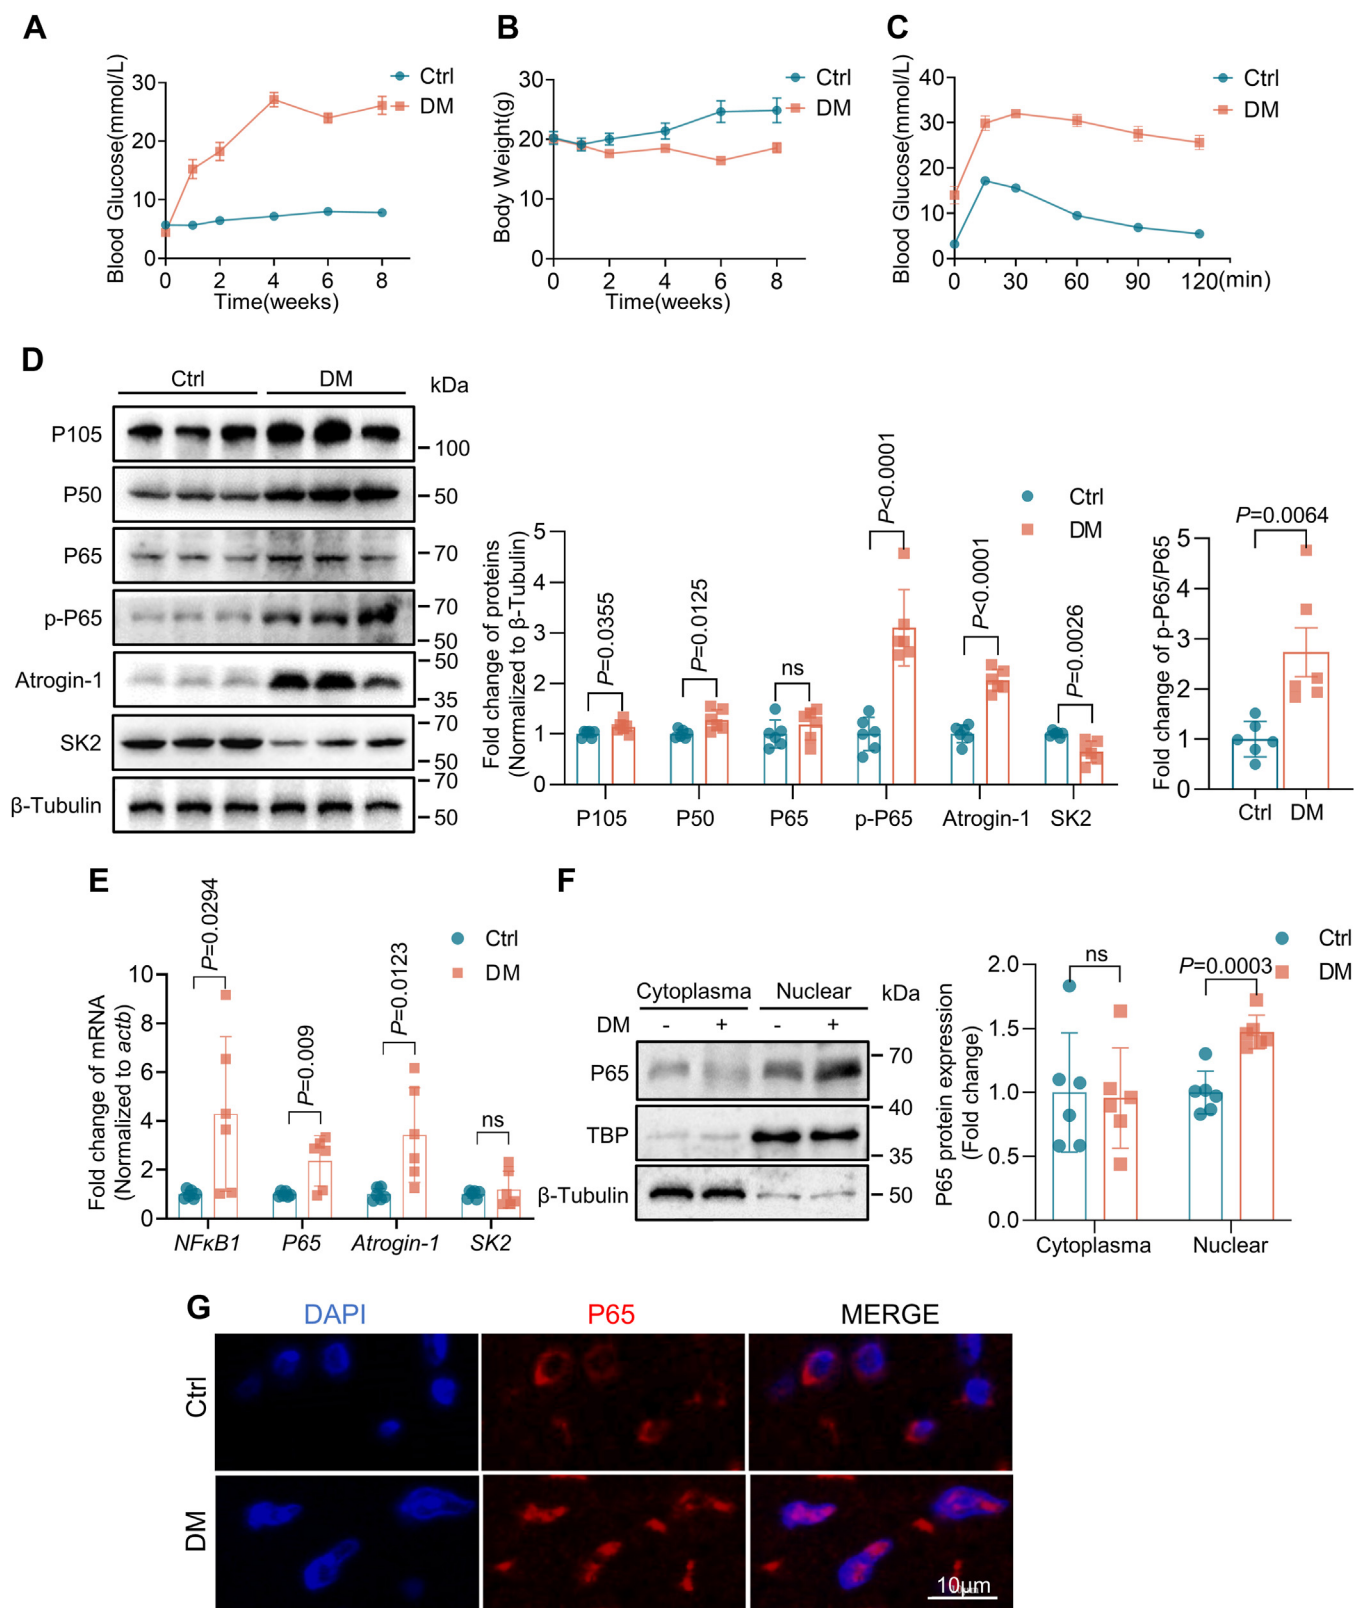 A
B
C
Blood Glucose(mmol/L)
30
20
10
0
0 2 4 6 8
Time(weeks)
Ctrl
DM
Body Weight(g)
30
20
10
0
0 2 4 6 8
Time(weeks)
Ctrl
DM
Blood Glucose(mmol/L)
40
30
20
10
0
0 30 60 90 120(min)
Ctrl
DM
D
Ctrl DM kDa
P105
100
P50
50
P65
70
p-P65
70
50
Atrogin-1
50
35
SK2
70
50
β-Tubulin
70
50
Fold change of proteins
(Normalized to β-Tubulin)
5
4
3
2
1
0
P=0.0355
P=0.0125
ns
P<0.0001
P<0.0001
P=0.0026
Ctrl
DM
P105 P50 P65 p-P65 Atrogin-1 SK2
Fold change of p-P65/P65
5
4
3
2
1
0
P=0.0064
Ctrl DM
E
Fold change of mRNA
(Normalized to actb)
10
8
6
4
2
0
P=0.0294
P=0.009
P=0.0123
ns
Ctrl
DM
NFκB1 P65 Atrogin-1 SK2
F
Cytoplasma Nuclear kDa
DM - + - +
P65
70
TBP
40
35
β-Tubulin
50
P65 protein expression
(Fold change)
2.0
1.5
1.0
0.5
0.0
ns
P=0.0003
Ctrl
DM
Cytoplasma Nuclear
G
DAPI P65 MERGE
Ctrl
DM
10μm